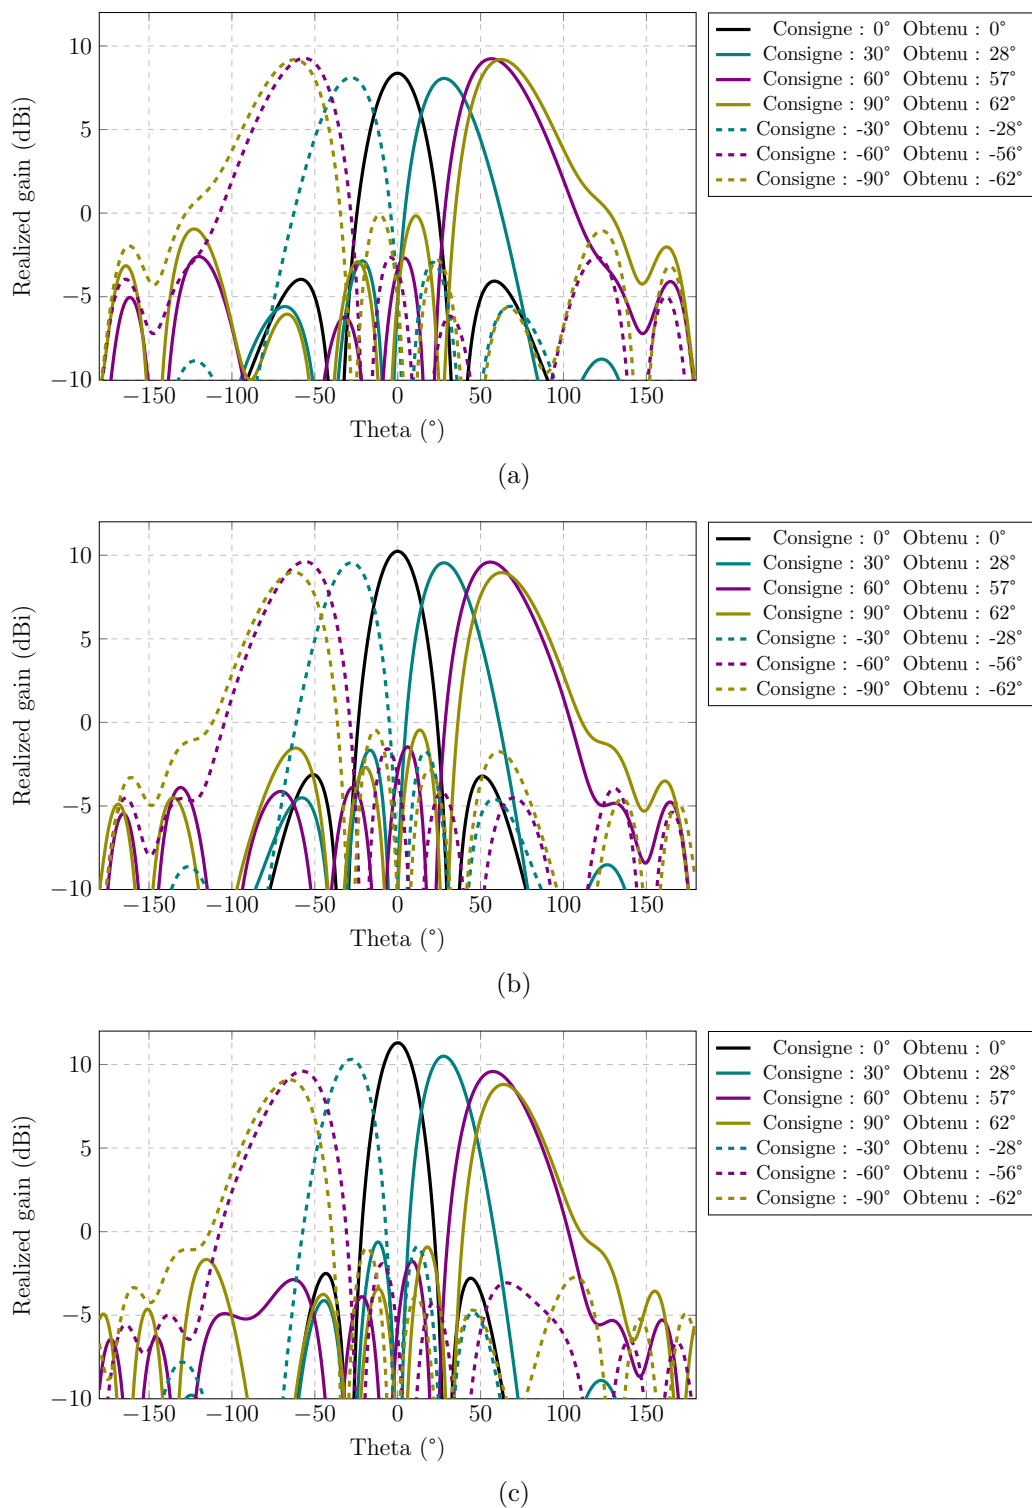 10
5
0
−5
−10
Realized gain (dBi)
−150 −100 −50 0 50 100 150
Theta (°)
Consigne : 0° Obtenu : 0°
Consigne : 30° Obtenu : 28°
Consigne : 60° Obtenu : 57°
Consigne : 90° Obtenu : 62°
Consigne : -30° Obtenu : -28°
Consigne : -60° Obtenu : -56°
Consigne : -90° Obtenu : -62°
(a)
10
5
0
−5
−10
Realized gain (dBi)
−150 −100 −50 0 50 100 150
Theta (°)
Consigne : 0° Obtenu : 0°
Consigne : 30° Obtenu : 28°
Consigne : 60° Obtenu : 57°
Consigne : 90° Obtenu : 62°
Consigne : -30° Obtenu : -28°
Consigne : -60° Obtenu : -56°
Consigne : -90° Obtenu : -62°
(b)
10
5
0
−5
−10
Realized gain (dBi)
−150 −100 −50 0 50 100 150
Theta (°)
Consigne : 0° Obtenu : 0°
Consigne : 30° Obtenu : 28°
Consigne : 60° Obtenu : 57°
Consigne : 90° Obtenu : 62°
Consigne : -30° Obtenu : -28°
Consigne : -60° Obtenu : -56°
Consigne : -90° Obtenu : -62°
(c)